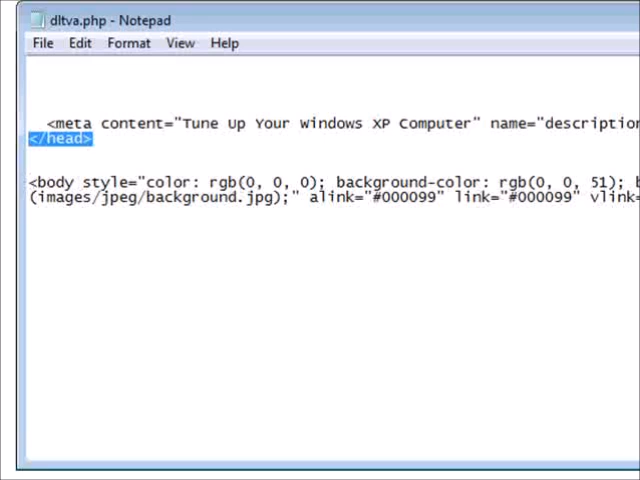 dltva.php - Notepad
File Edit Format View Help
<meta content="Tune Up Your Windows XP Computer" name="description
</head>
<body style="color: rgb(0, 0, 0); background-color: rgb(0, 0, 51); b
(images/jpeg/background.jpg);" alink="#000099" link="#000099" vlink=